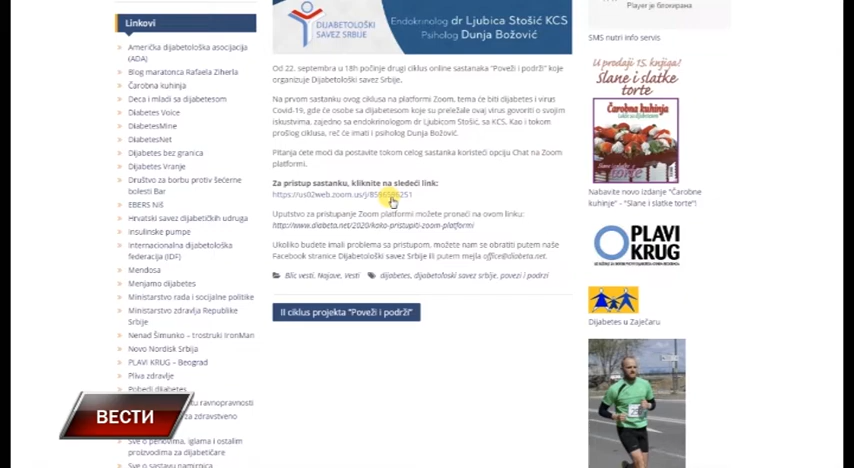 Linkovi
Američka dijabetološka asocijacija
(ADA)
Blog maratonca Rafaela Ziherla
Čarobna kuhinja
Deca i mladi sa dijabetesom
Diabetes Voice
DiabetesMine
DiabetesNet
Dijabetes bez granica
Dijabetes Vranje
Društvo za borbu protiv šećerne
bolesti Bar
EBERS Niš
Hrvatski savez dijabetičkih udruga
Insulinske pumpe
Internacionalna dijabetološka
federacija (IDF)
Mendosa
Menjamo dijabetes
Ministarstvo rada i socijalne politike
Ministarstvo zdravlja Republike
Srbije
Nenad Šimunko – trostruki IronMan
Novo Nordisk Srbija
PLAVI KRUG – Beograd
Pliva zdravlje
Pobedi dijabetes
ravnopravnosti
za zdravstveno
Sve o penovima, iglama i ostalim
proizvodima za dijabetičare
Sve o sastavu namirnica
ВЕСТИ
DIJABETOLOŠKI
SAVEZ SRBIJE
Endokrinolog dr Ljubica Stošić KCS
Psiholog Dunja Božović
Od 22. septembra u 18h počinje drugi ciklus online sastanaka "Poveži i podrži" koje
organizuje Dijabetološki savez Srbije.
Na prvom sastanku ovog ciklusa na platformi Zoom, tema će biti dijabetes i virus
Covid-19, gde će osobe sa dijabetesom koje su preležale ovaj virus govoriti o svojim
iskustvima, zajedno sa endokrinologom dr Ljubicom Stošić, sa KCS. Kao i tokom
prošlog ciklusa, reč će imati i psiholog Dunja Božović.
Pitanja ćete moći da postavite tokom celog sastanka koristeći opciju Chat na Zoom
platformi.
Za pristup sastanku, kliknite na sledeći link:
Uputstvo za pristupanje Zoom platformi možete pronaći na ovom linku:
http://www.diabeta.net/2020/kako-pristupiti-zoom-platformi
Ukoliko budete imali problema sa pristupom, možete nam se obratiti putem naše
Facebook stranice Dijabetološki savez Srbije ili putem mejla office@diabeta.net.
Blic vesti, Najave, Vesti dijabetes, dijabetoloski savez srbije, povezi i podrzi
II ciklus projekta "Poveži i podrži"
Player је блокирана
SMS nutri info servis
U prodaji 15. knjiga!
Slane i slatke
torte
Čarobna kuhinja
Nabavite novo izdanje "Čarobne
kuhinje" - "Slane i slatke torte"!
PLAVI
KRUG
Dijabetes u Zaječaru